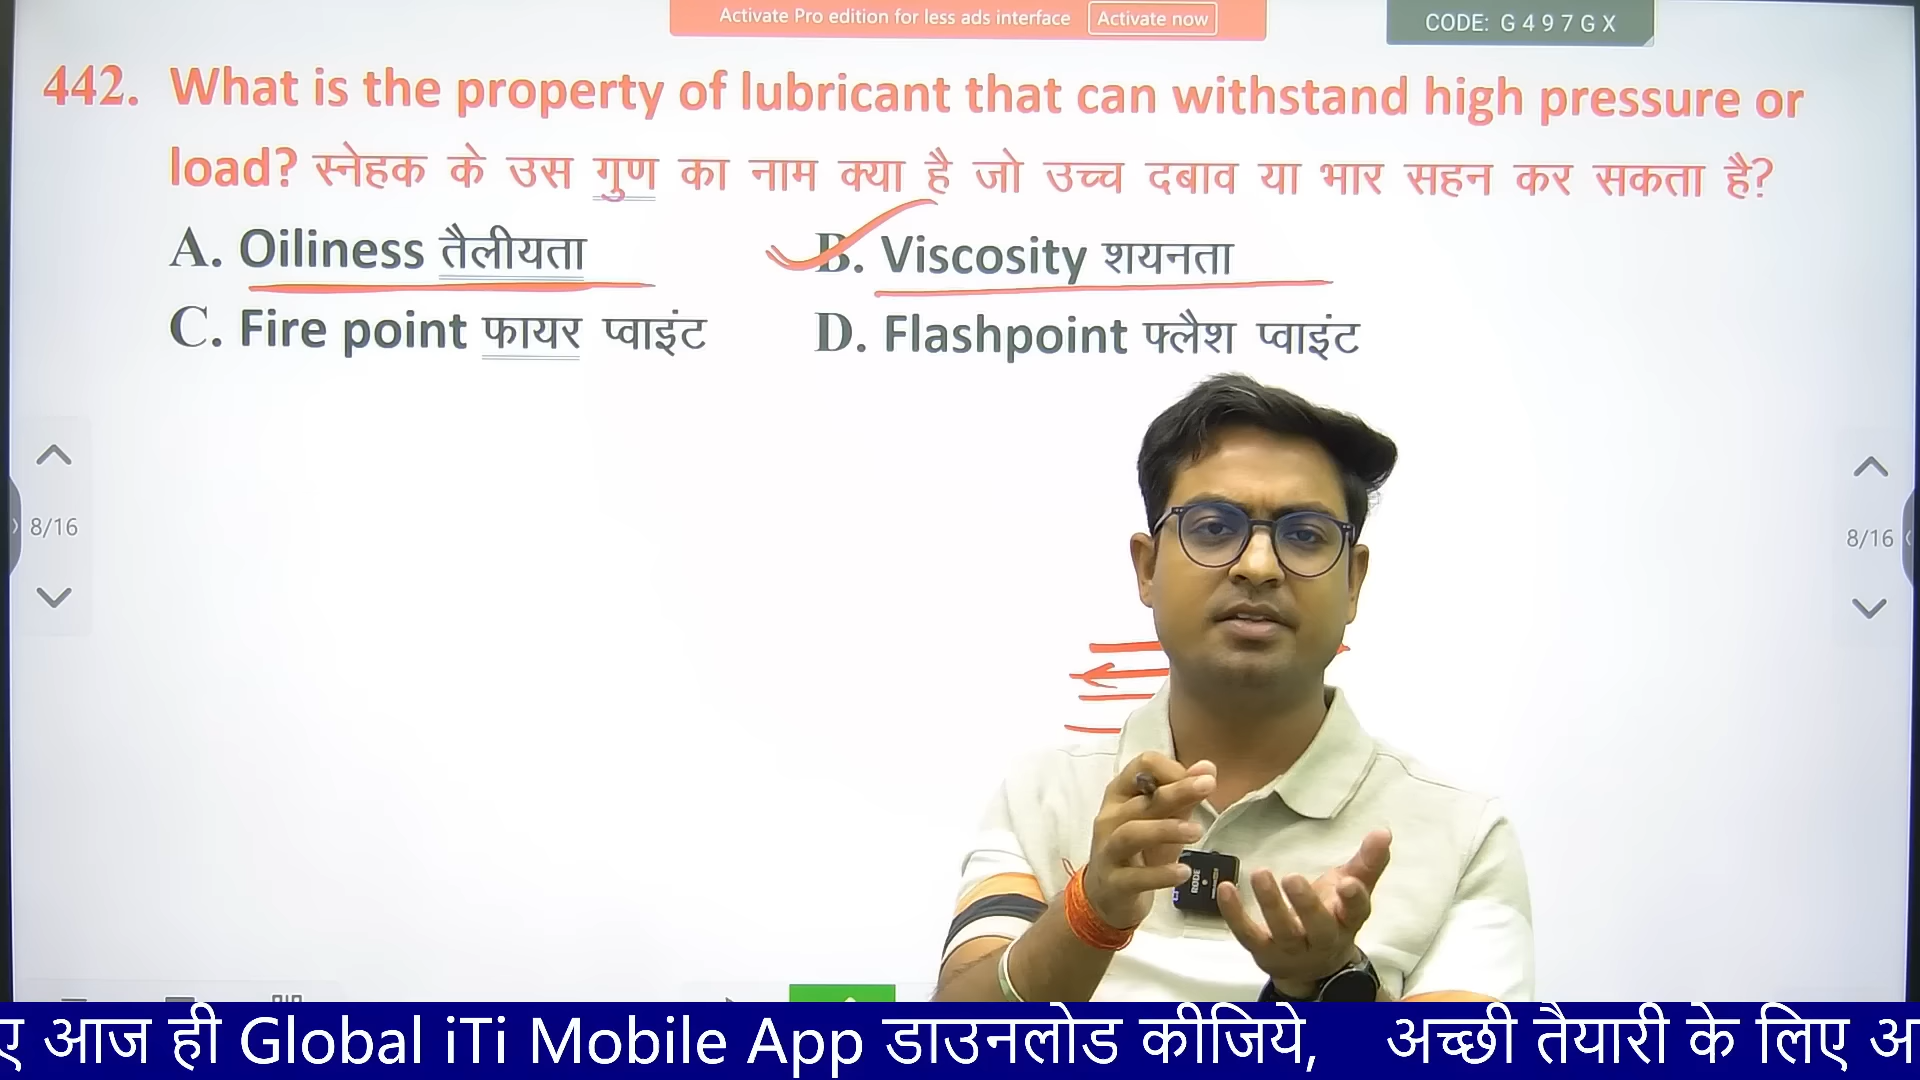 Activate Pro edition for less ads interface Activate now
CODE: G497GX
442. What is the property of lubricant that can withstand high pressure or
load? स्नेहक के उस गुण का नाम क्या है जो उच्च दबाव या भार सहन कर सकता है?
A. Oiliness तैलीयता B. Viscosity शयनता
C. Fire point फायर प्वाइंट D. Flashpoint फ्लैश प्वाइंट
8/16
8/16
RODE
ए आज ही Global iTi Mobile App डाउनलोड कीजिये, अच्छी तैयारी के लिए अ